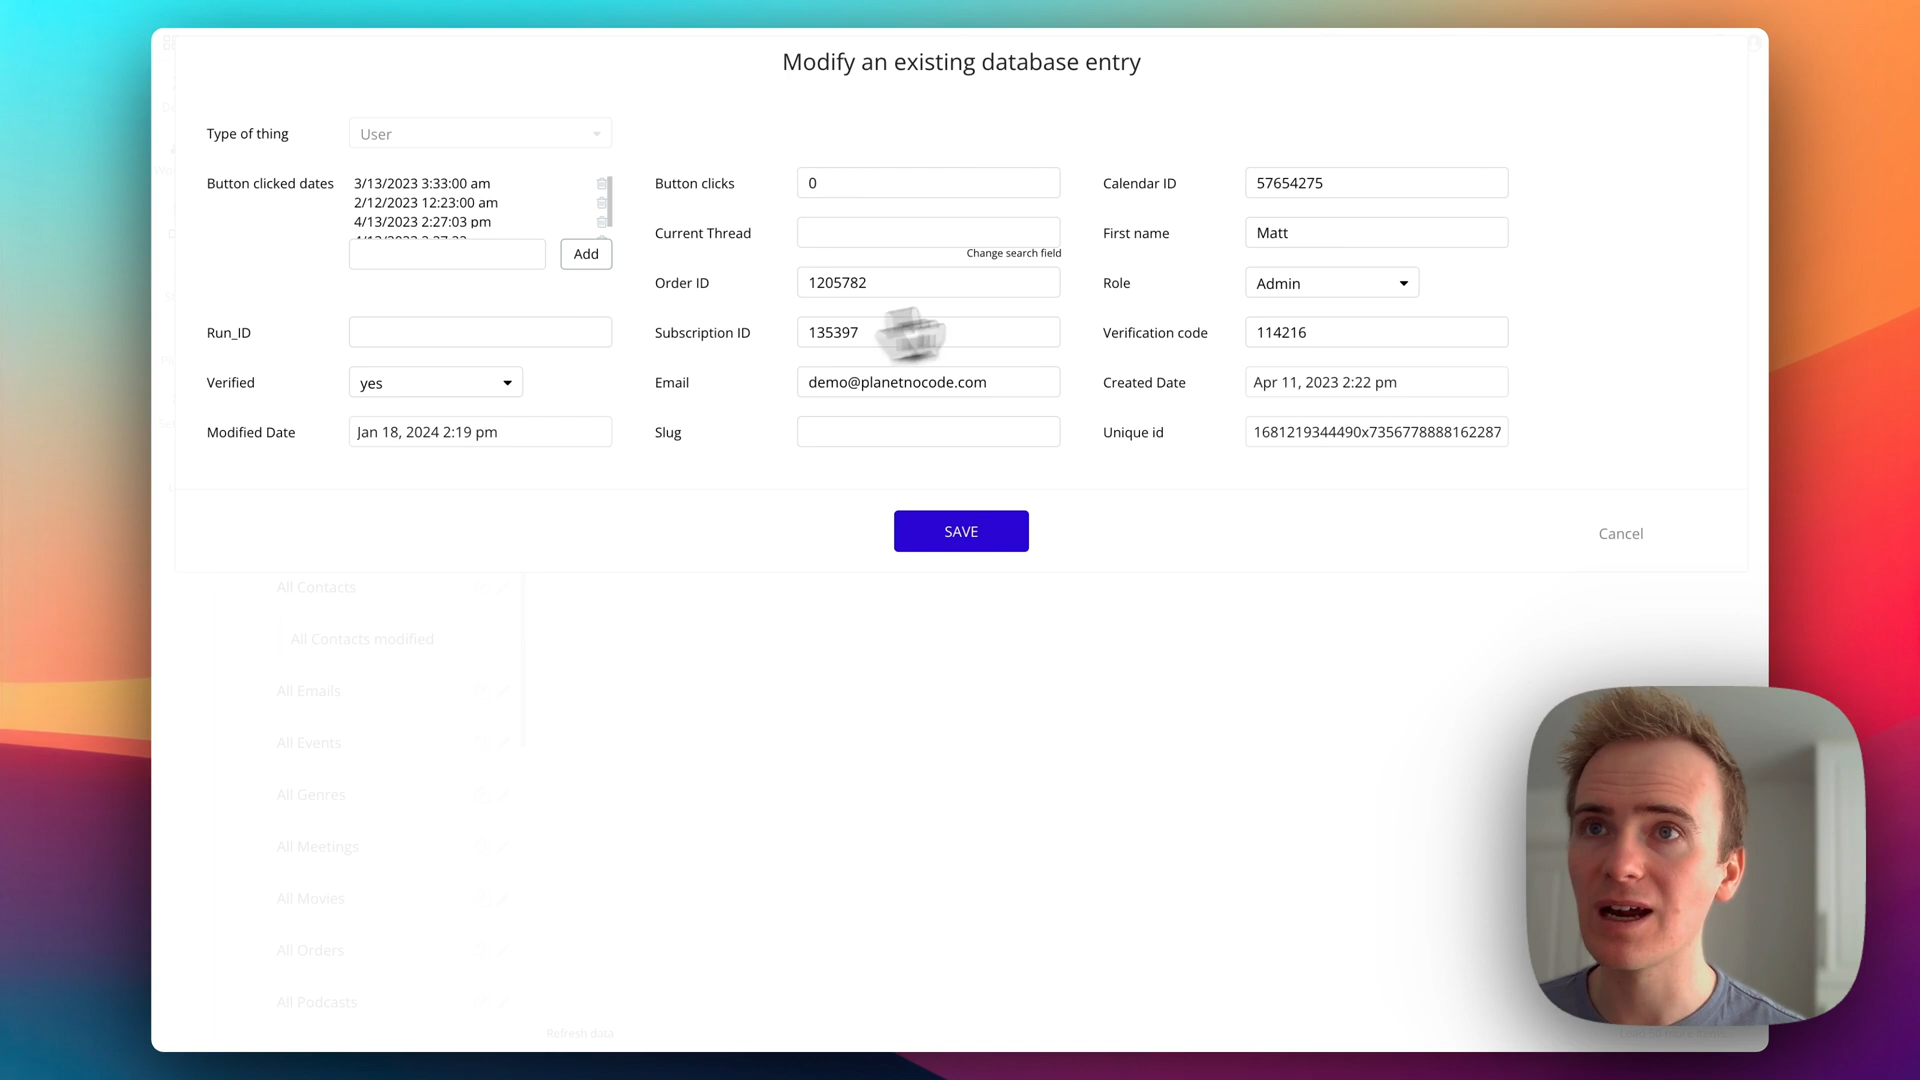 Modify an existing database entry
Type of thing
User
Button clicked dates
3/13/2023 3:33:00 am
2/12/2023 12:23:00 am
4/13/2023 2:27:03 pm
Add
Button clicks
0
Calendar ID
57654275
Current Thread
Change search field
First name
Matt
Order ID
1205782
Role
Admin
Run_ID
Subscription ID
135397
Verification code
114216
Verified
yes
Email
demo@planetnocode.com
Created Date
Apr 11, 2023 2:22 pm
Modified Date
Jan 18, 2024 2:19 pm
Slug
Unique id
1681219344490x7356778888162287
SAVE
Cancel
All Contacts
All Contacts modified
All Emails
All Events
All Genres
All Meetings
All Movies
All Orders
All Podcasts
Refresh data